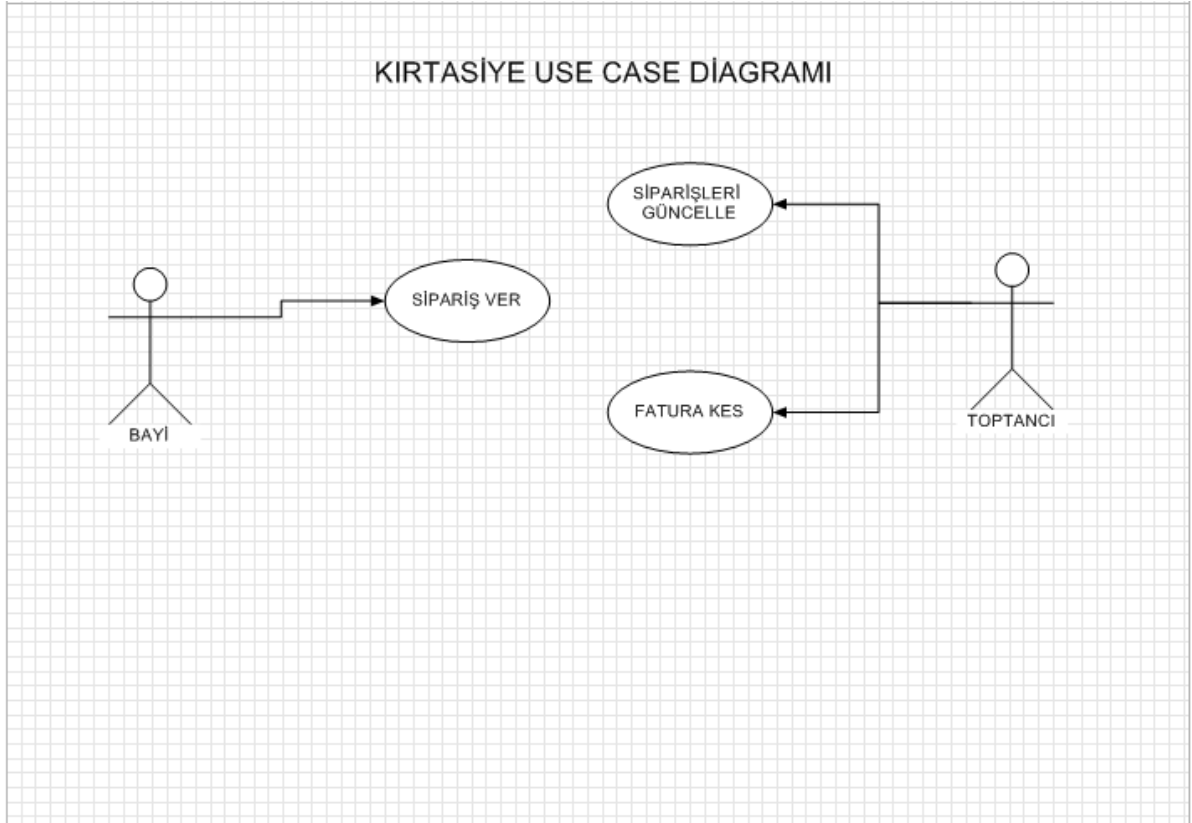 KIRTASİYE USE CASE DİAGRAMI
SİPARİŞLERİ
GÜNCELLE
SİPARİŞ VER
FATURA KES
BAYİ
TOPTANCI